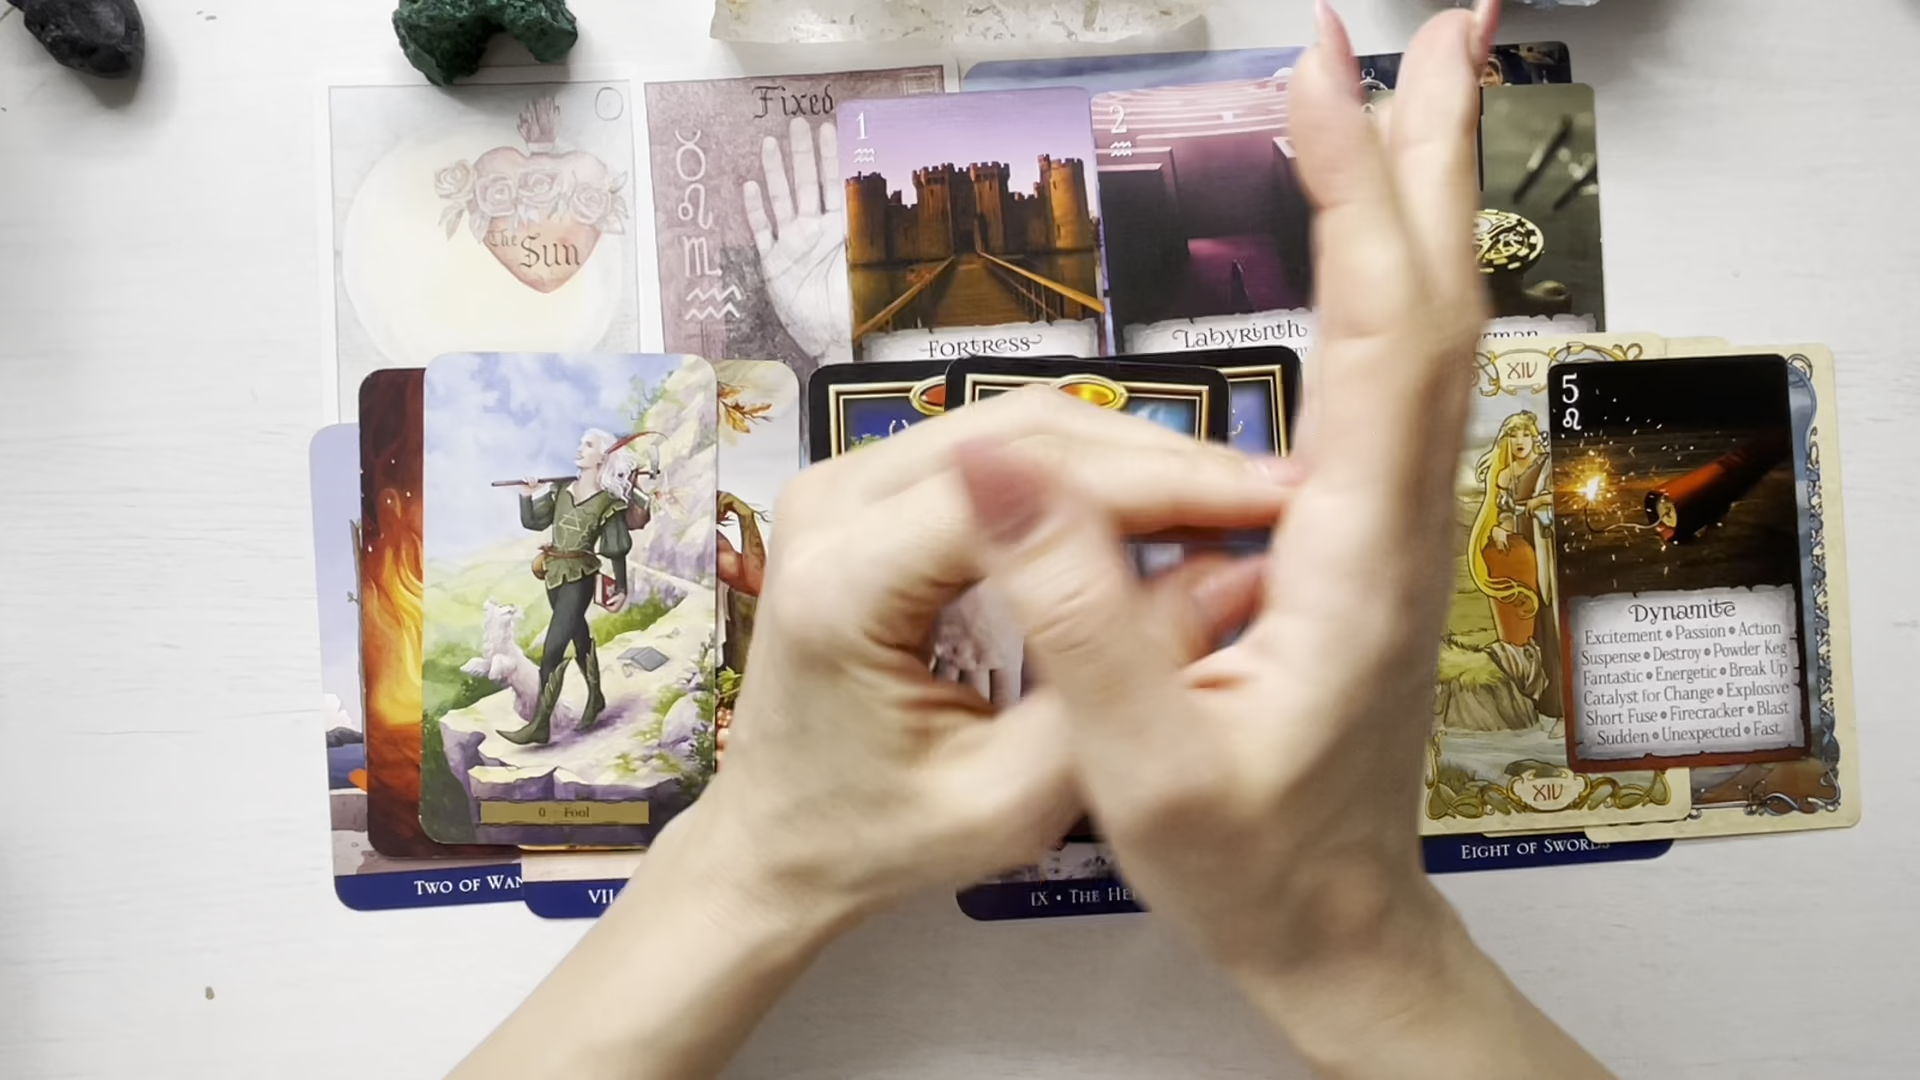 The
Sun
Fixed
1
Fortress
2
Labyrinth
XIV
5
Dynamite
Excitement • Passion • Action
Suspense • Destroy • Powder Keg
Fantastic • Energetic • Break Up
Catalyst for Change • Explosive
Short Fuse • Firecracker • Blast
Sudden • Unexpected • Fast
XIV
0 Fool
Eight of Swords
Two of
VII
IX • The